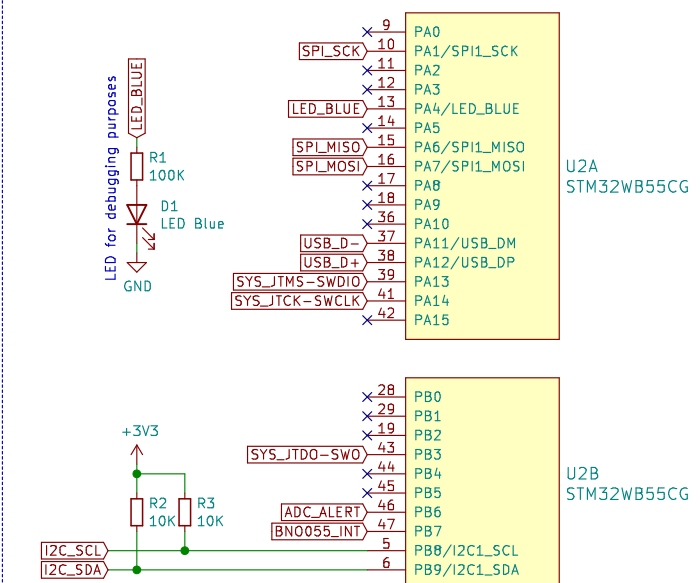 LED for debugging purposes
LED_BLUE
R1
100K
D1
LED Blue
GND
9 PA0
SPI_SCK 10 PA1/SPI1_SCK
11 PA2
12 PA3
LED_BLUE 13 PA4/LED_BLUE
14 PA5
SPI_MISO 15 PA6/SPI1_MISO
SPI_MOSI 16 PA7/SPI1_MOSI
17 PA8
18 PA9
36 PA10
USB_D- 37 PA11/USB_DM
USB_D+ 38 PA12/USB_DP
SYS_JTMS-SWDIO 39 PA13
SYS_JTCK-SWCLK 41 PA14
42 PA15
U2A
STM32WB55CG
+3V3
R2
10K
R3
10K
28 PB0
29 PB1
19 PB2
SYS_JTDO-SWO 43 PB3
44 PB4
45 PB5
ADC_ALERT 46 PB6
BNO055_INT 47 PB7
I2C_SCL 5 PB8/I2C1_SCL
I2C_SDA 6 PB9/I2C1_SDA
U2B
STM32WB55CG